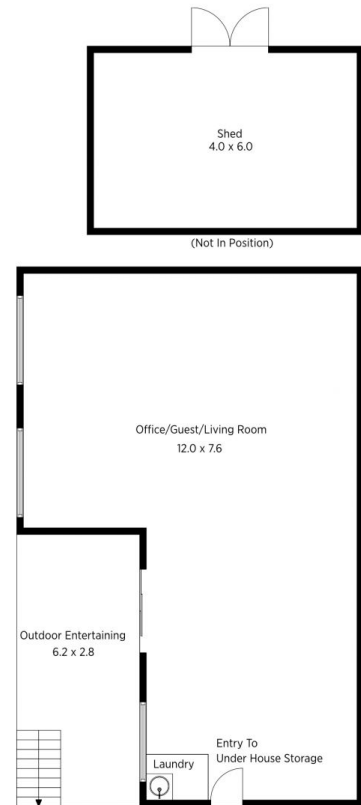 Shed
4.0 x 6.0
(Not In Position)
Office/Guest/Living Room
12.0 x 7.6
Outdoor Entertaining
6.2 x 2.8
Entry To
Under House Storage
Laundry